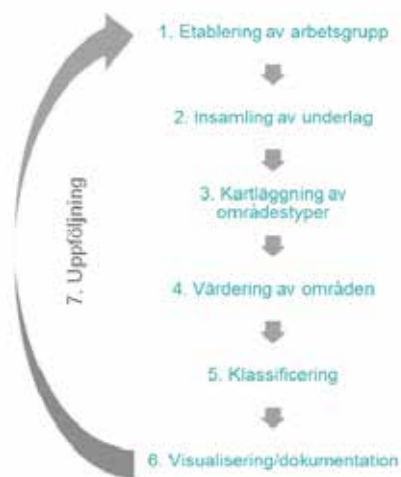 1. Etablering av arbetsgrupp
2. Insamling av underlag
3. Kartläggning av
områdestyper
4. Värdering av områden
5. Klassificering
6. Visualisering/dokumentation
7. Uppföljning